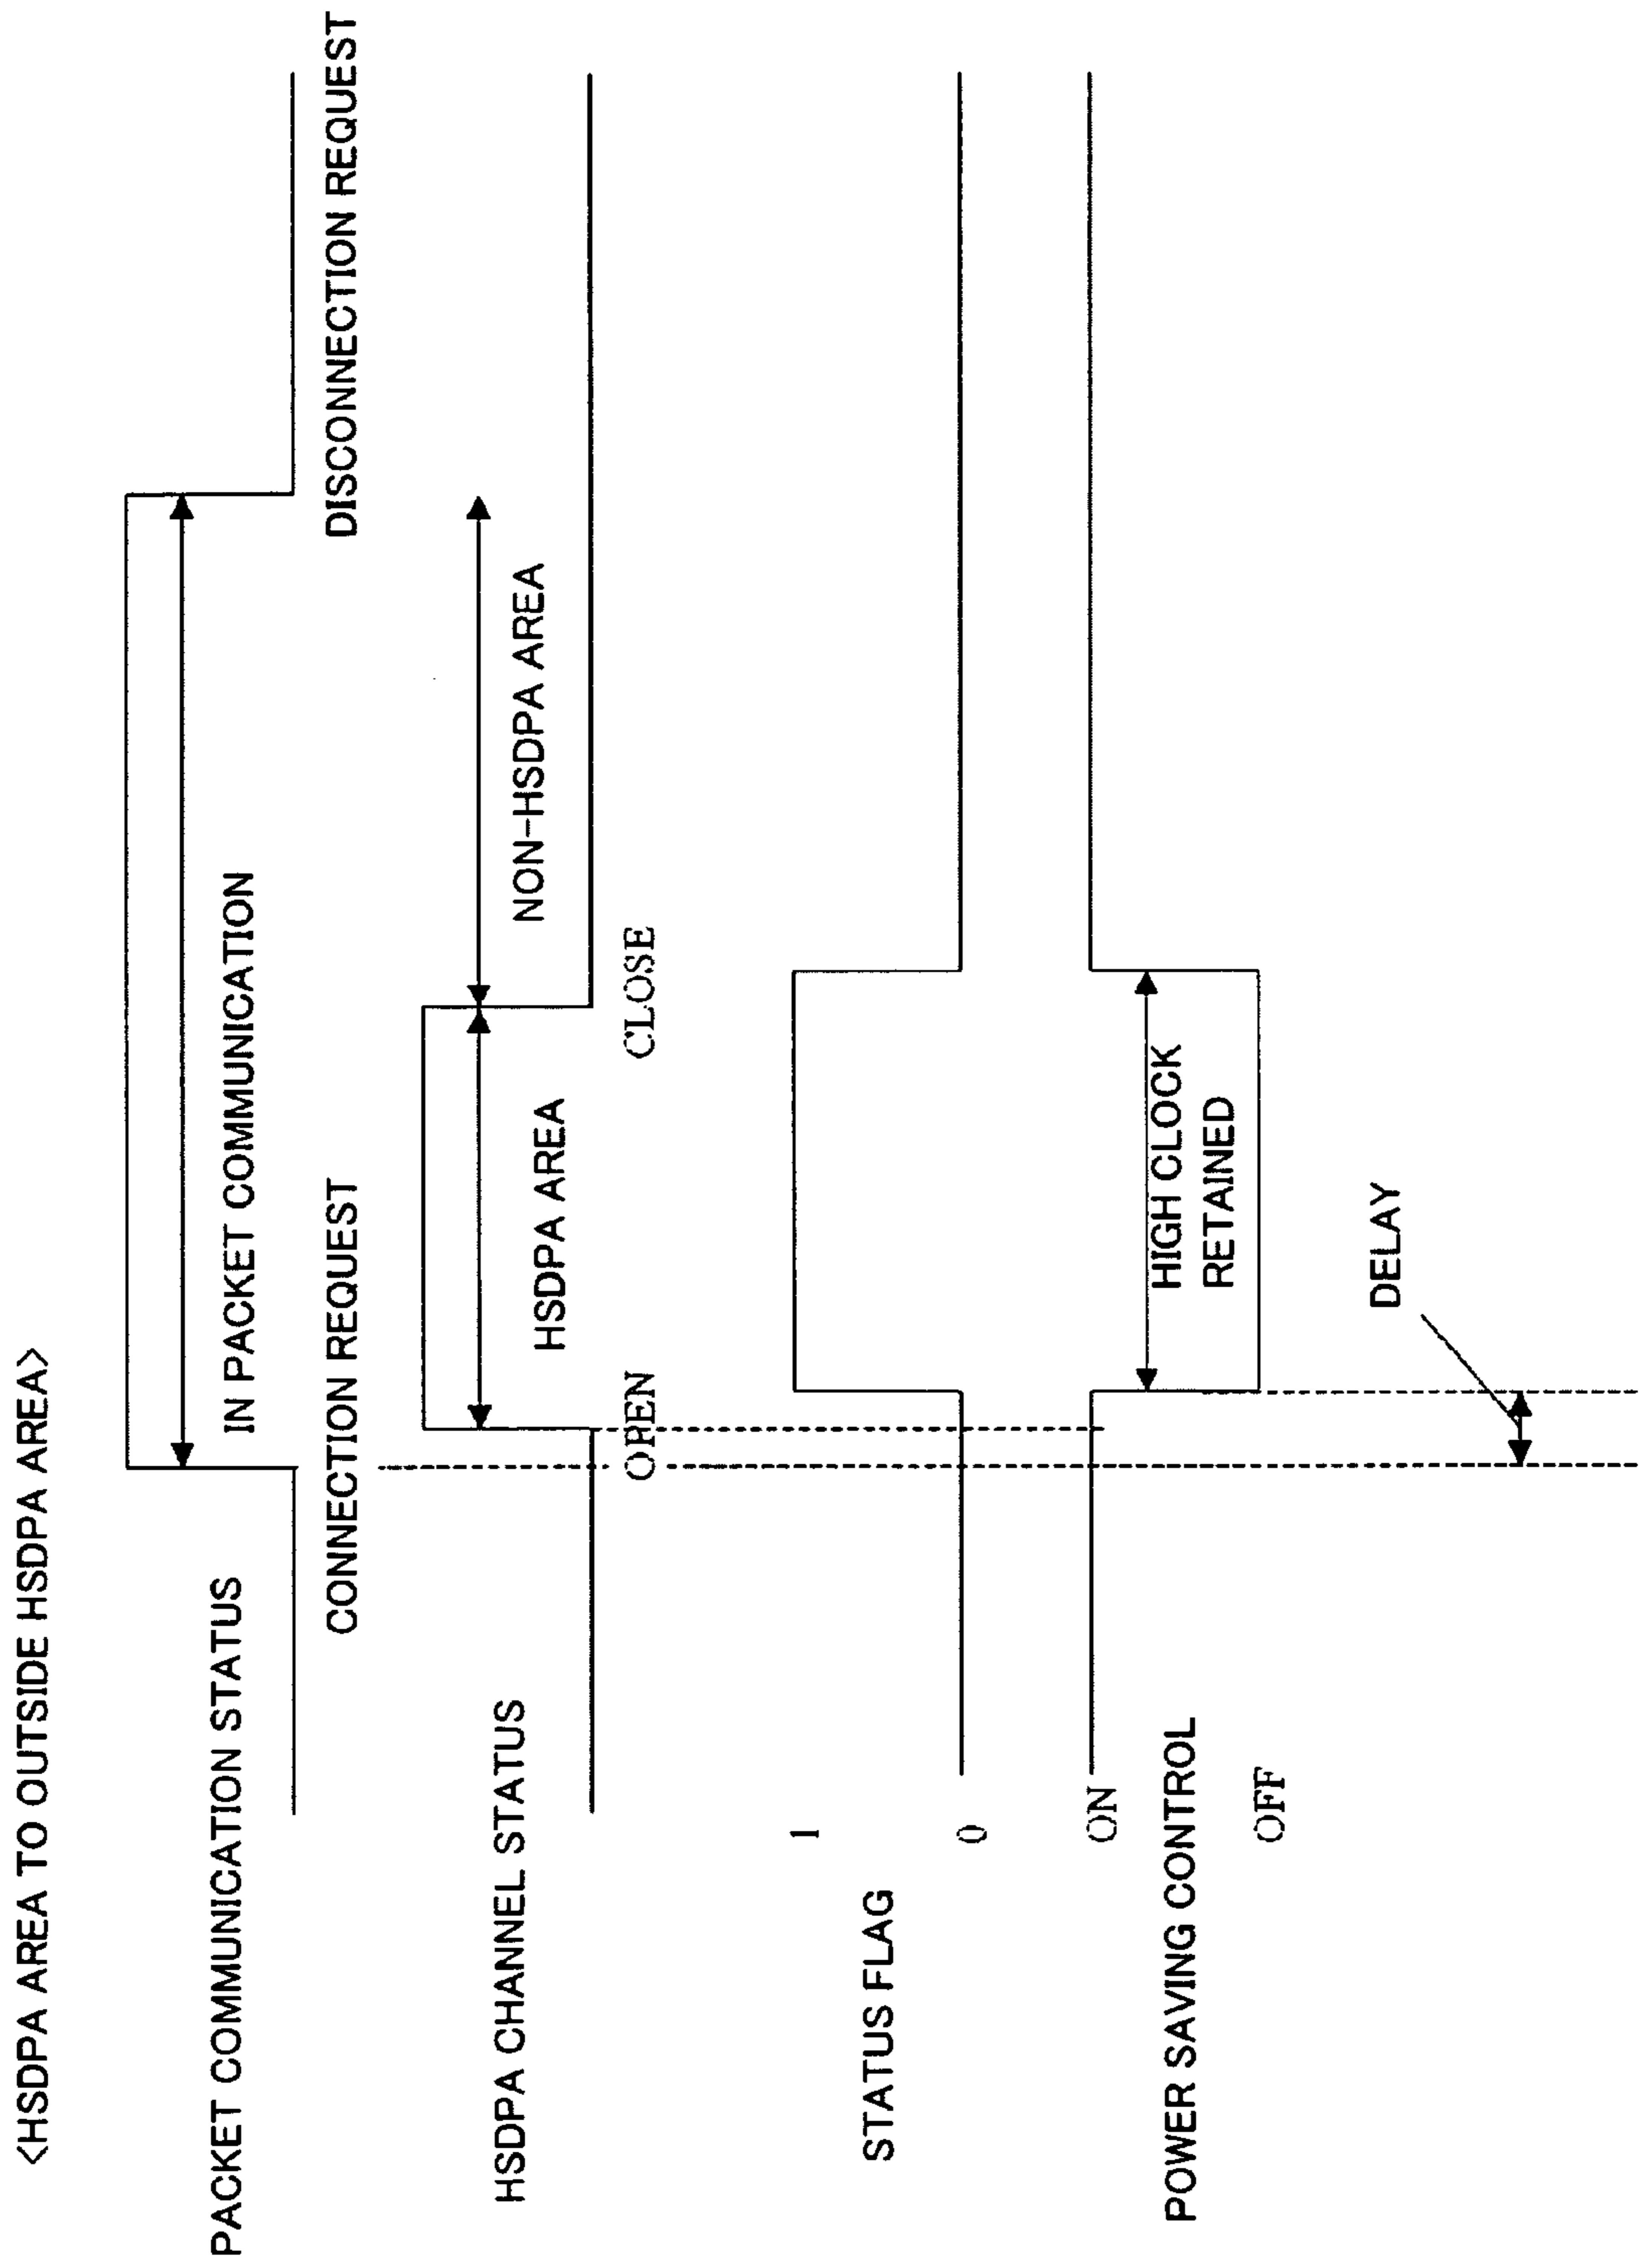 <HSDPA AREA TO OUTSIDE HSDPA AREA>
PACKET COMMUNICATION STATUS
IN PACKET COMMUNICATION
CONNECTION REQUEST
DISCONNECTION REQUEST
HSDPA CHANNEL STATUS
HSDPA AREA
NON-HSDPA AREA
OPEN
CLOSE
STATUS FLAG
1
0
POWER SAVING CONTROL
ON
OFF
HIGH CLOCK
RETAINED
DELAY